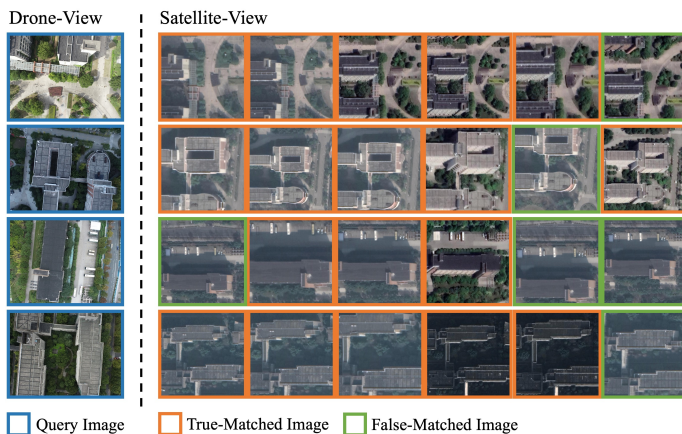 Drone-View
Satellite-View
Query Image
True-Matched Image
False-Matched Image